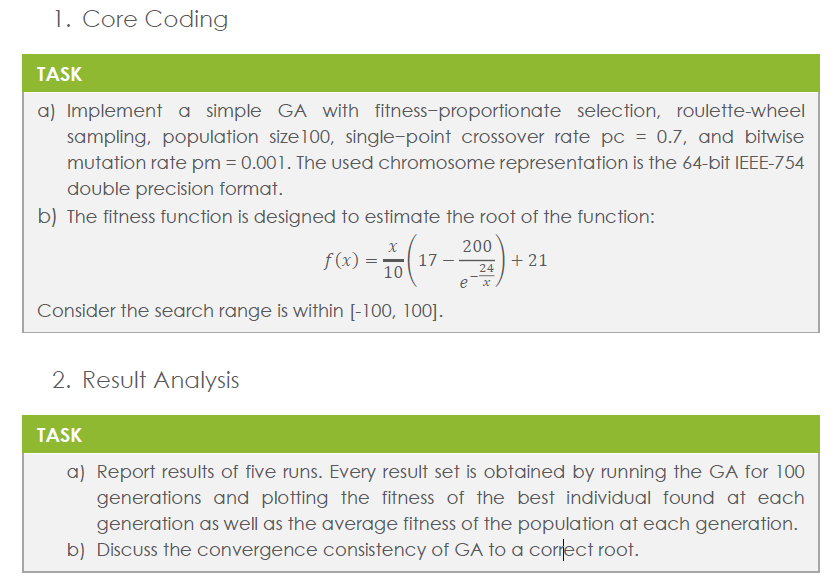 1. Core Coding
TASK
a) Implement a simple GA with fitness-proportionate selection, roulette-wheel
sampling, population size100, single-point crossover rate pc = 0.7, and bitwise
mutation rate pm = 0.001. The used chromosome representation is the 64-bit IEEE-754
double precision format.
b) The fitness function is designed to estimate the root of the function:
f(x) = x/10 (17 − 200/e^(−24/x)) + 21
Consider the search range is within [-100, 100].
2. Result Analysis
TASK
a) Report results of five runs. Every result set is obtained by running the GA for 100
generations and plotting the fitness of the best individual found at each
generation as well as the average fitness of the population at each generation.
b) Discuss the convergence consistency of GA to a correct root.